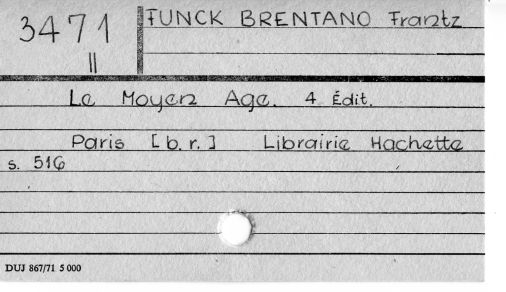 3471
II
FUNCK BRENTANO Frantz
Le Moyen Age. 4 Édit.
Paris [b.r.] Librairie Hachette
s. 516
DUJ 867/71 5 000